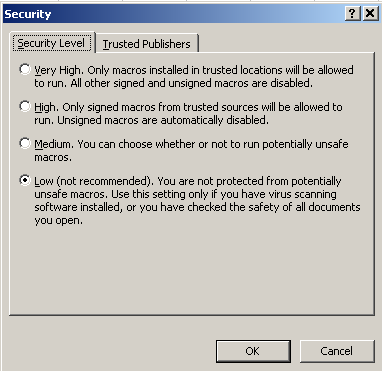 Security
Security Level Trusted Publishers
Very High. Only macros installed in trusted locations will be allowed
to run. All other signed and unsigned macros are disabled.
High. Only signed macros from trusted sources will be allowed to
run. Unsigned macros are automatically disabled.
Medium. You can choose whether or not to run potentially unsafe
macros.
Low (not recommended). You are not protected from potentially
unsafe macros. Use this setting only if you have virus scanning
software installed, or you have checked the safety of all documents
you open.
OK Cancel